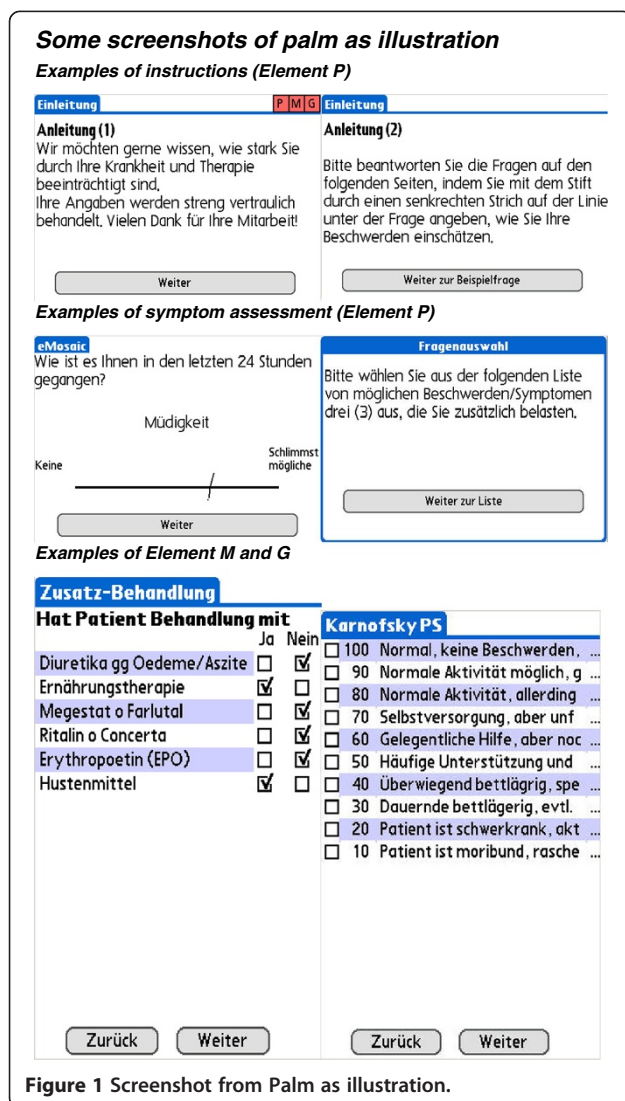 Some screenshots of palm as illustration
Examples of instructions (Element P)
Einleitung
P M G
Anleitung (1)
Wir möchten gerne wissen, wie stark Sie
durch Ihre Krankheit und Therapie
beeinträchtigt sind.
Ihre Angaben werden streng vertraulich
behandelt. Vielen Dank für Ihre Mitarbeit!
Weiter
Einleitung
Anleitung (2)
Bitte beantworten Sie die Fragen auf den
folgenden Seiten, indem Sie mit dem Stift
durch einen senkrechten Strich auf der Linie
unter der Frage angeben, wie Sie Ihre
Beschwerden einschätzen.
Weiter zur Beispielfrage
Examples of symptom assessment (Element P)
eMosaic
Wie ist es Ihnen in den letzten 24 Stunden
gegangen?
Müdigkeit
Keine
Schlimmst
mögliche
Weiter
Fragenauswahl
Bitte wählen Sie aus der folgenden Liste
von möglichen Beschwerden/Symptomen
drei (3) aus, die Sie zusätzlich belasten.
Weiter zur Liste
Examples of Element M and G
Zusatz-Behandlung
Hat Patient Behandlung mit
Ja Nein
Diuretika gg Oedeme/Aszite
Ernährungstherapie
Megestat o Farlutal
Ritalin o Concerta
Erythropoetin (EPO)
Hustenmittel
Zurück Weiter
Karnofsky PS
100 Normal, keine Beschwerden, ...
90 Normale Aktivität möglich, g ...
80 Normale Aktivität, allerding ...
70 Selbstversorgung, aber unf ...
60 Gelegentliche Hilfe, aber noc ...
50 Häufige Unterstützung und ...
40 Überwiegend bettlägrig, spe ...
30 Dauernde bettlägerig, evtl. ...
20 Patient ist schwerkrank, akt ...
10 Patient ist moribund, rasche ...
Zurück Weiter
Figure 1 Screenshot from Palm as illustration.